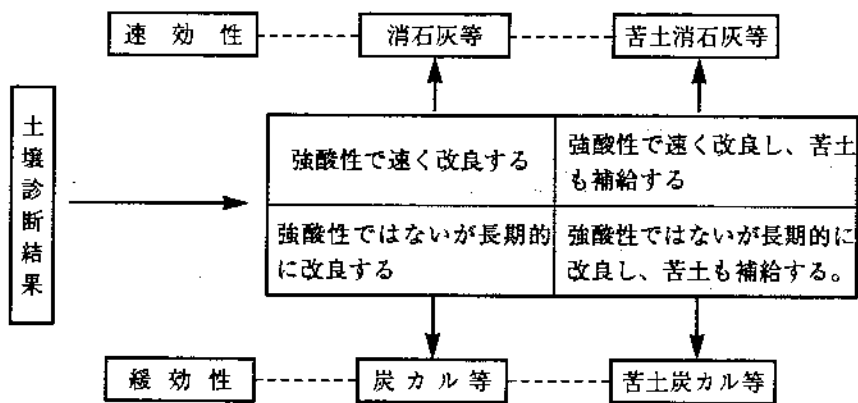 速効性
消石灰等
苦土消石灰等
土壌診断結果
強酸性で速く改良する
強酸性で速く改良し、苦土
も補給する
強酸性ではないが長期的
に改良する
強酸性ではないが長期的に
改良し、苦土も補給する。
緩効性
炭カル等
苦土炭カル等